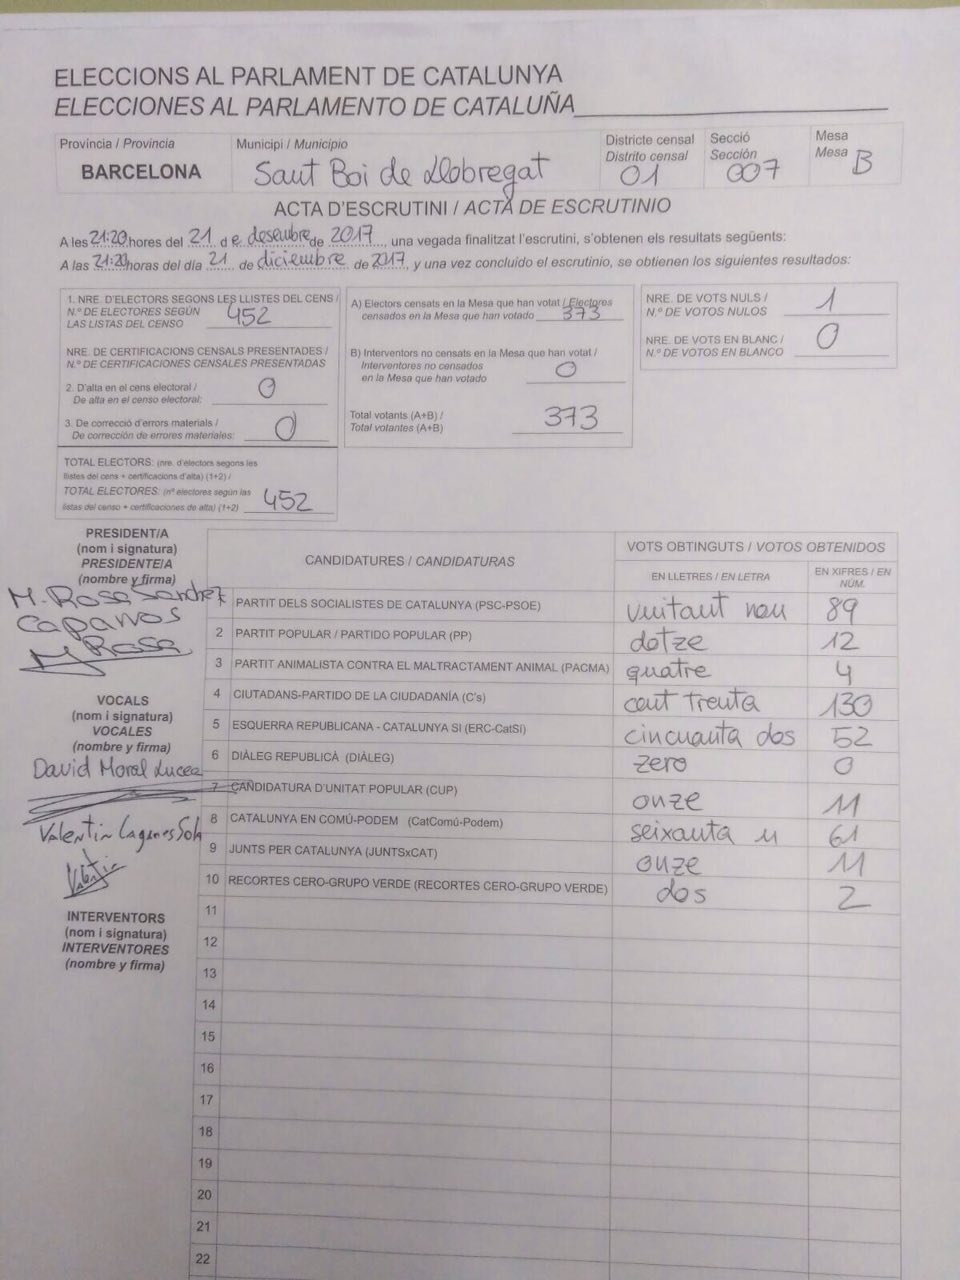 ELECCIONS AL PARLAMENT DE CATALUNYA
ELECCIONES AL PARLAMENTO DE CATALUÑA
Província / Provincia
BARCELONA
Municipi / Municipio
Sant Boi de Llobregat
Districte censal
Distrito censal
01
Secció
Sección
007
Mesa
Mesa B
ACTA D'ESCRUTINI / ACTA DE ESCRUTINIO
A les 21:20 hores del 21 d e desembre de 2017, una vegada finalitzat l'escrutini, s'obtenen els resultats següents:
A las 21:20 horas del día 21 de diciembre de 2017, y una vez concluido el escrutinio, se obtienen los siguientes resultados:
1. NRE. D'ELECTORS SEGONS LES LLISTES DEL CENS /
N.º DE ELECTORES SEGÚN
LAS LISTAS DEL CENSO 452
NRE. DE CERTIFICACIONS CENSALS PRESENTADES /
N.º DE CERTIFICACIONES CENSALES PRESENTADAS
2. D'alta en el cens electoral /
De alta en el censo electoral: 0
3. De correcció d'errors materials /
De corrección de errores materiales: 0
TOTAL ELECTORS: (nre. d'electors segons les
llistes del cens + certificacions d'alta) (1+2) /
TOTAL ELECTORES: (nº electores según las
listas del censo + certificaciones de alta) (1+2) 452
A) Electors censats en la Mesa que han votat / Electores
censados en la Mesa que han votado 373
B) Interventors no censats en la Mesa que han votat /
Interventores no censados
en la Mesa que han votado 0
Total votants (A+B) /
Total votantes (A+B) 373
NRE. DE VOTS NULS /
N.º DE VOTOS NULOS 1
NRE. DE VOTS EN BLANC /
N.º DE VOTOS EN BLANCO 0
PRESIDENT/A
(nom i signatura)
PRESIDENTE/A
(nombre y firma)
M. Rosa Sanchez
Caparros
M Rosa
VOCALS
(nom i signatura)
VOCALES
(nombre y firma)
David Moral Lucea
Valentin Lagunes Sola
Valentin
INTERVENTORS
(nom i signatura)
INTERVENTORES
(nombre y firma)
CANDIDATURES / CANDIDATURAS
VOTS OBTINGUTS / VOTOS OBTENIDOS
EN LLETRES / EN LETRA
EN XIFRES / EN NÚM.
PARTIT DELS SOCIALISTES DE CATALUNYA (PSC-PSOE) vuitant nou 89
2 PARTIT POPULAR / PARTIDO POPULAR (PP) dotze 12
3 PARTIT ANIMALISTA CONTRA EL MALTRACTAMENT ANIMAL (PACMA) quatre 4
4 CIUTADANS-PARTIDO DE LA CIUDADANÍA (C's) cent trenta 130
5 ESQUERRA REPUBLICANA - CATALUNYA SI (ERC-CatSí) cincuanta dos 52
6 DIÀLEG REPUBLICÀ (DIÀLEG) zero 0
7 CANDIDATURA D'UNITAT POPULAR (CUP) onze 11
8 CATALUNYA EN COMÚ-PODEM (CatComú-Podem) seixanta u 61
9 JUNTS PER CATALUNYA (JUNTSxCAT) onze 11
10 RECORTES CERO-GRUPO VERDE (RECORTES CERO-GRUPO VERDE) dos 2
11
12
13
14
15
16
17
18
19
20
21
22